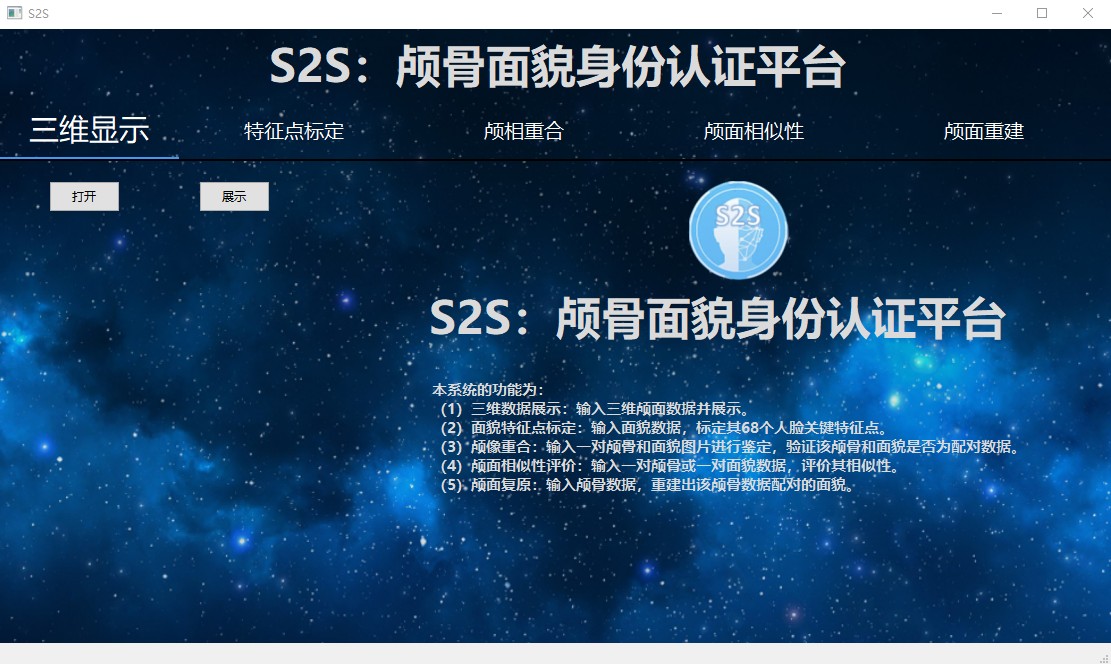 S2S
S2S：颅骨面貌身份认证平台
三维显示
特征点标定
颅相重合
颅面相似性
颅面重建
打开
展示
S2S
S2S：颅骨面貌身份认证平台
本系统的功能为：
（1）三维数据展示：输入三维颅面数据并展示。
（2）面貌特征点标定：输入面貌数据，标定其68个人脸关键特征点。
（3）颅像重合：输入一对颅骨和面貌图片进行鉴定，验证该颅骨和面貌是否为配对数据。
（4）颅面相似性评价：输入一对颅骨或一对面貌数据，评价其相似性。
（5）颅面复原：输入颅骨数据，重建出该颅骨数据配对的面貌。